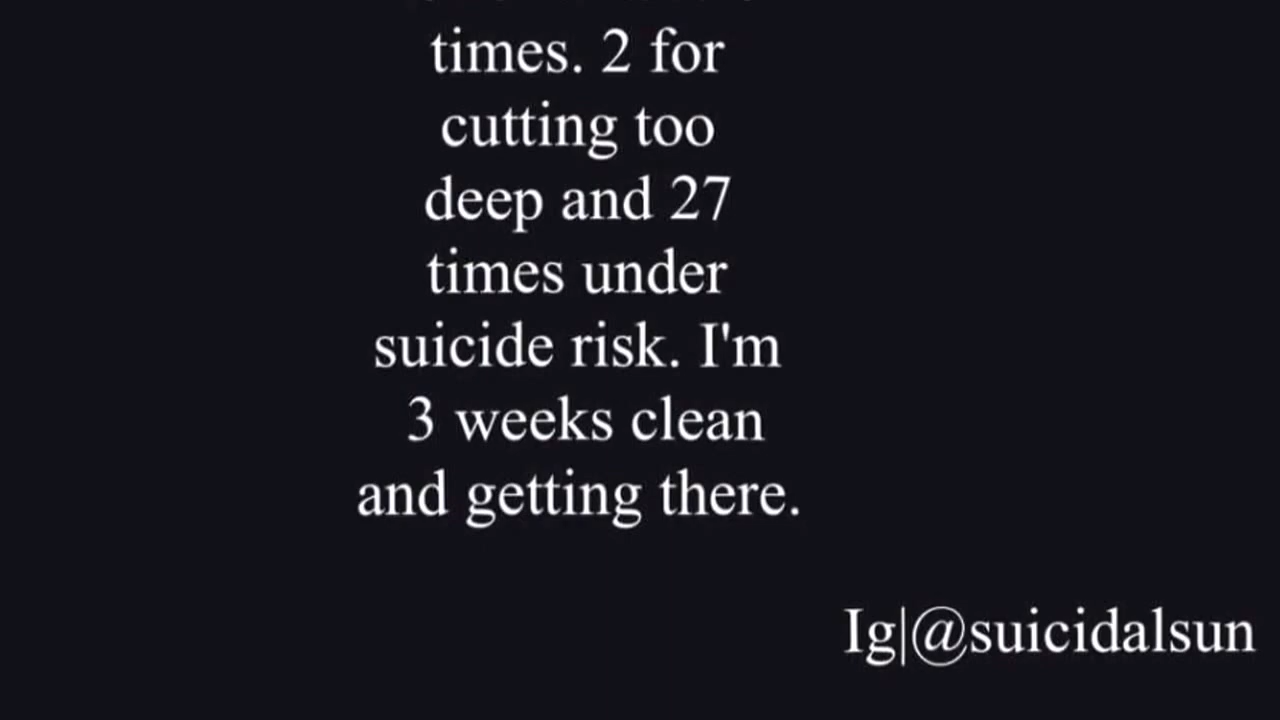 times. 2 for
cutting too
deep and 27
times under
suicide risk. I'm
3 weeks clean
and getting there.
Ig|@suicidalsun